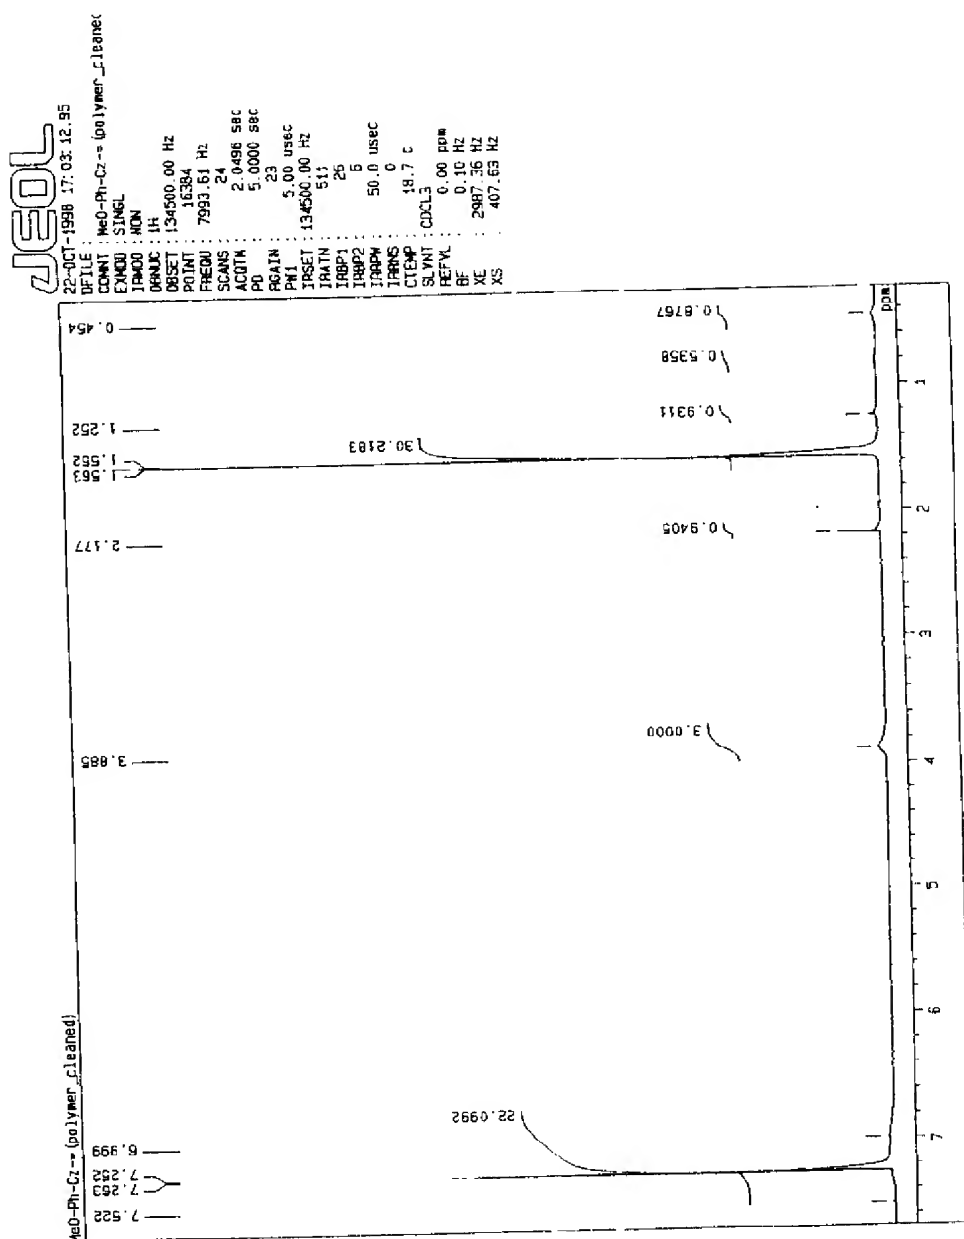 JEOL
22-OCT-1998 17:03:12.95
DFILE :
COMNT : MeO-Ph-Cz-= (polymer_cleaned
EXMOD : SINGL
IRMOD : NON
OBNUC : 1H
OBSET : 134500.00 Hz
POINT : 16384
FREQU : 7993.61 Hz
SCANS : 24
ACQTM : 2.0496 sec
PD : 5.0000 sec
RGAIN : 23
PW1 : 5.00 usec
IRSET : 134500.00 Hz
IRATN : 511
IRBP1 : 26
IRBP2 : 6
IRRPW : 50.0 usec
IRRNS : 0
CTEMP : 18.7 c
SLVNT : CDCL3
REFVL : 0.00 ppm
BF : 0.10 Hz
XE : 2987.36 Hz
XS : 407.63 Hz
MeO-Ph-Cz-= (polymer_cleaned)
7.522
7.263
7.252
6.999
3.885
2.177
1.563
1.552
1.252
0.454
22.0992
3.0000
0.9405
30.2183
0.9311
0.5358
0.8767
7
6
5
4
3
2
1
ppm